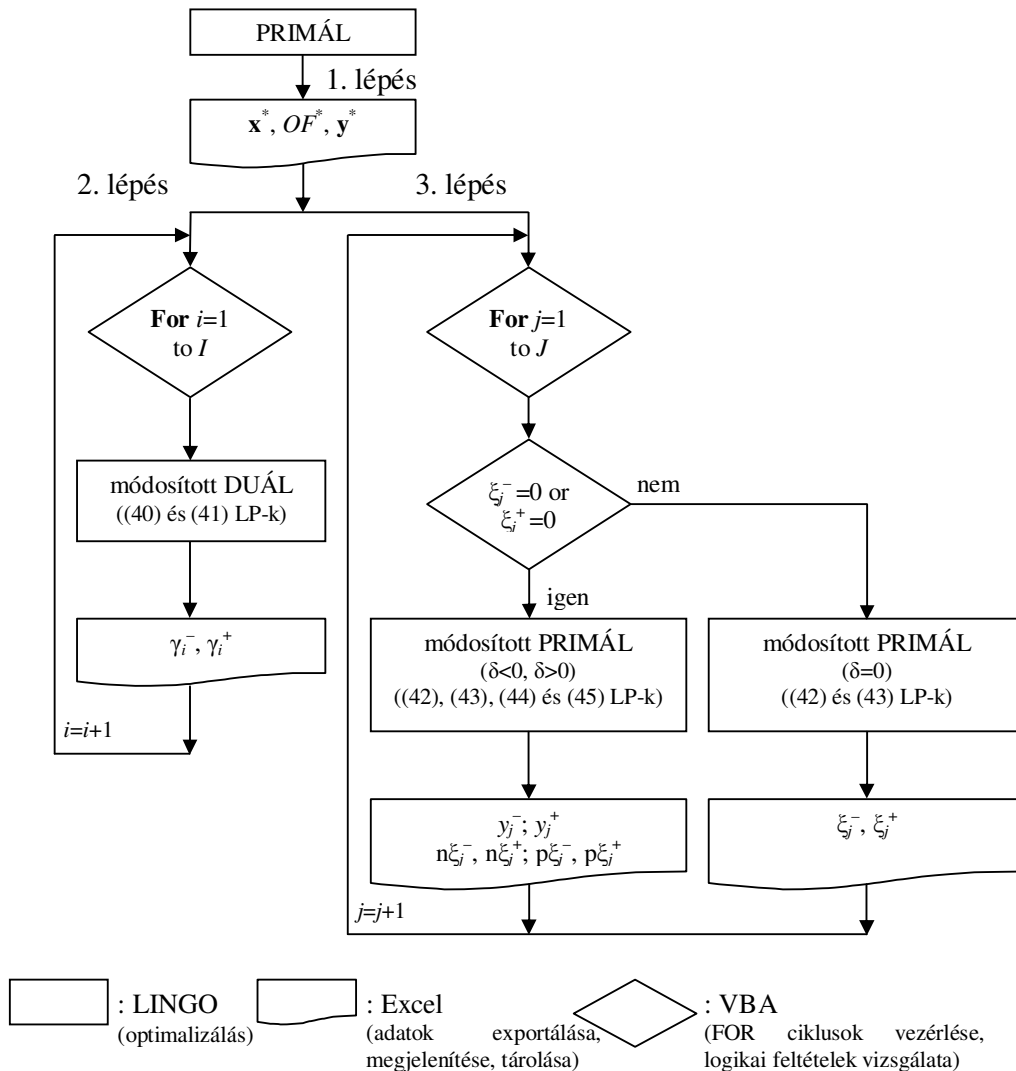 PRIMÁL
1. lépés
x*, OF*, y*
2. lépés
3. lépés
For i=1
to I
For j=1
to J
módosított DUÁL
((40) és (41) LP-k)
ξj⁻=0 or
ξj⁺=0
nem
igen
γi⁻, γi⁺
i=i+1
módosított PRIMÁL
(δ<0, δ>0)
((42), (43), (44) és (45) LP-k)
módosított PRIMÁL
(δ=0)
((42) és (43) LP-k)
yj⁻; yj⁺
nξj⁻, nξj⁺; pξj⁻, pξj⁺
ξj⁻, ξj⁺
j=j+1
: LINGO
(optimalizálás)
: Excel
(adatok exportálása,
megjelenítése, tárolása)
: VBA
(FOR ciklusok vezérlése,
logikai feltételek vizsgálata)